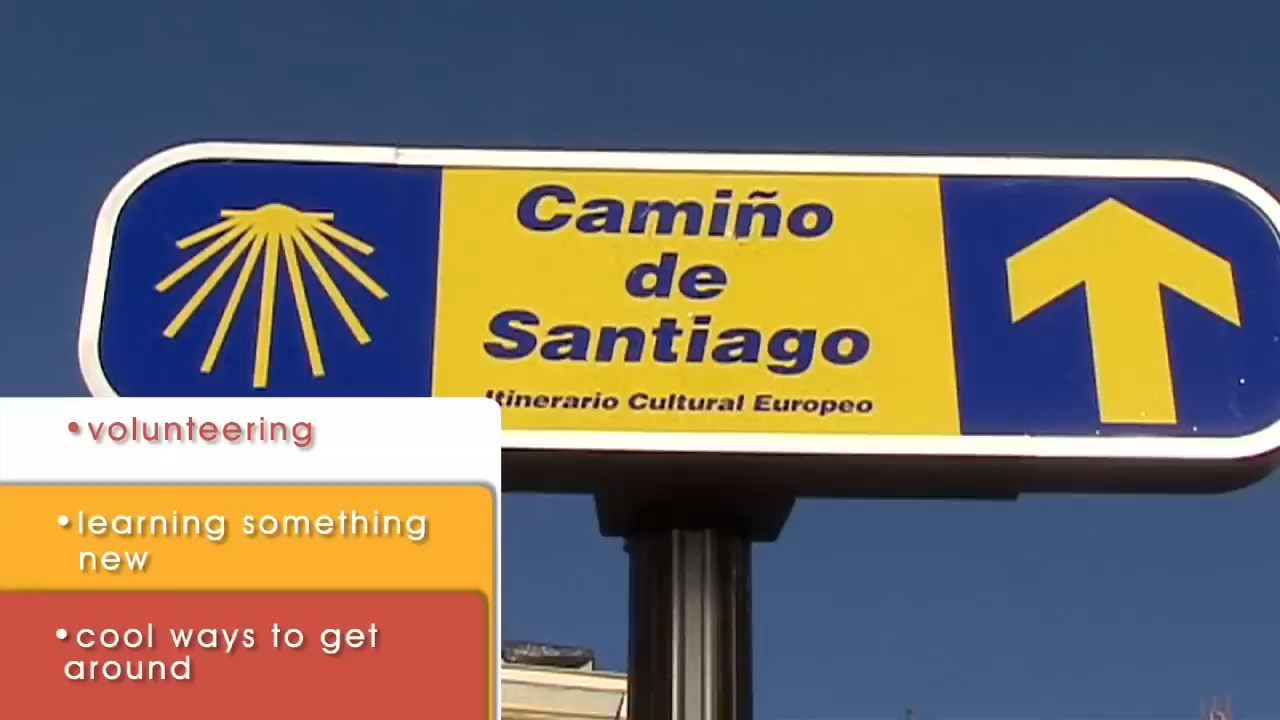 Camiño
de
Santiago
Itinerario Cultural Europeo
•volunteering
•learning something
new
•cool ways to get
around